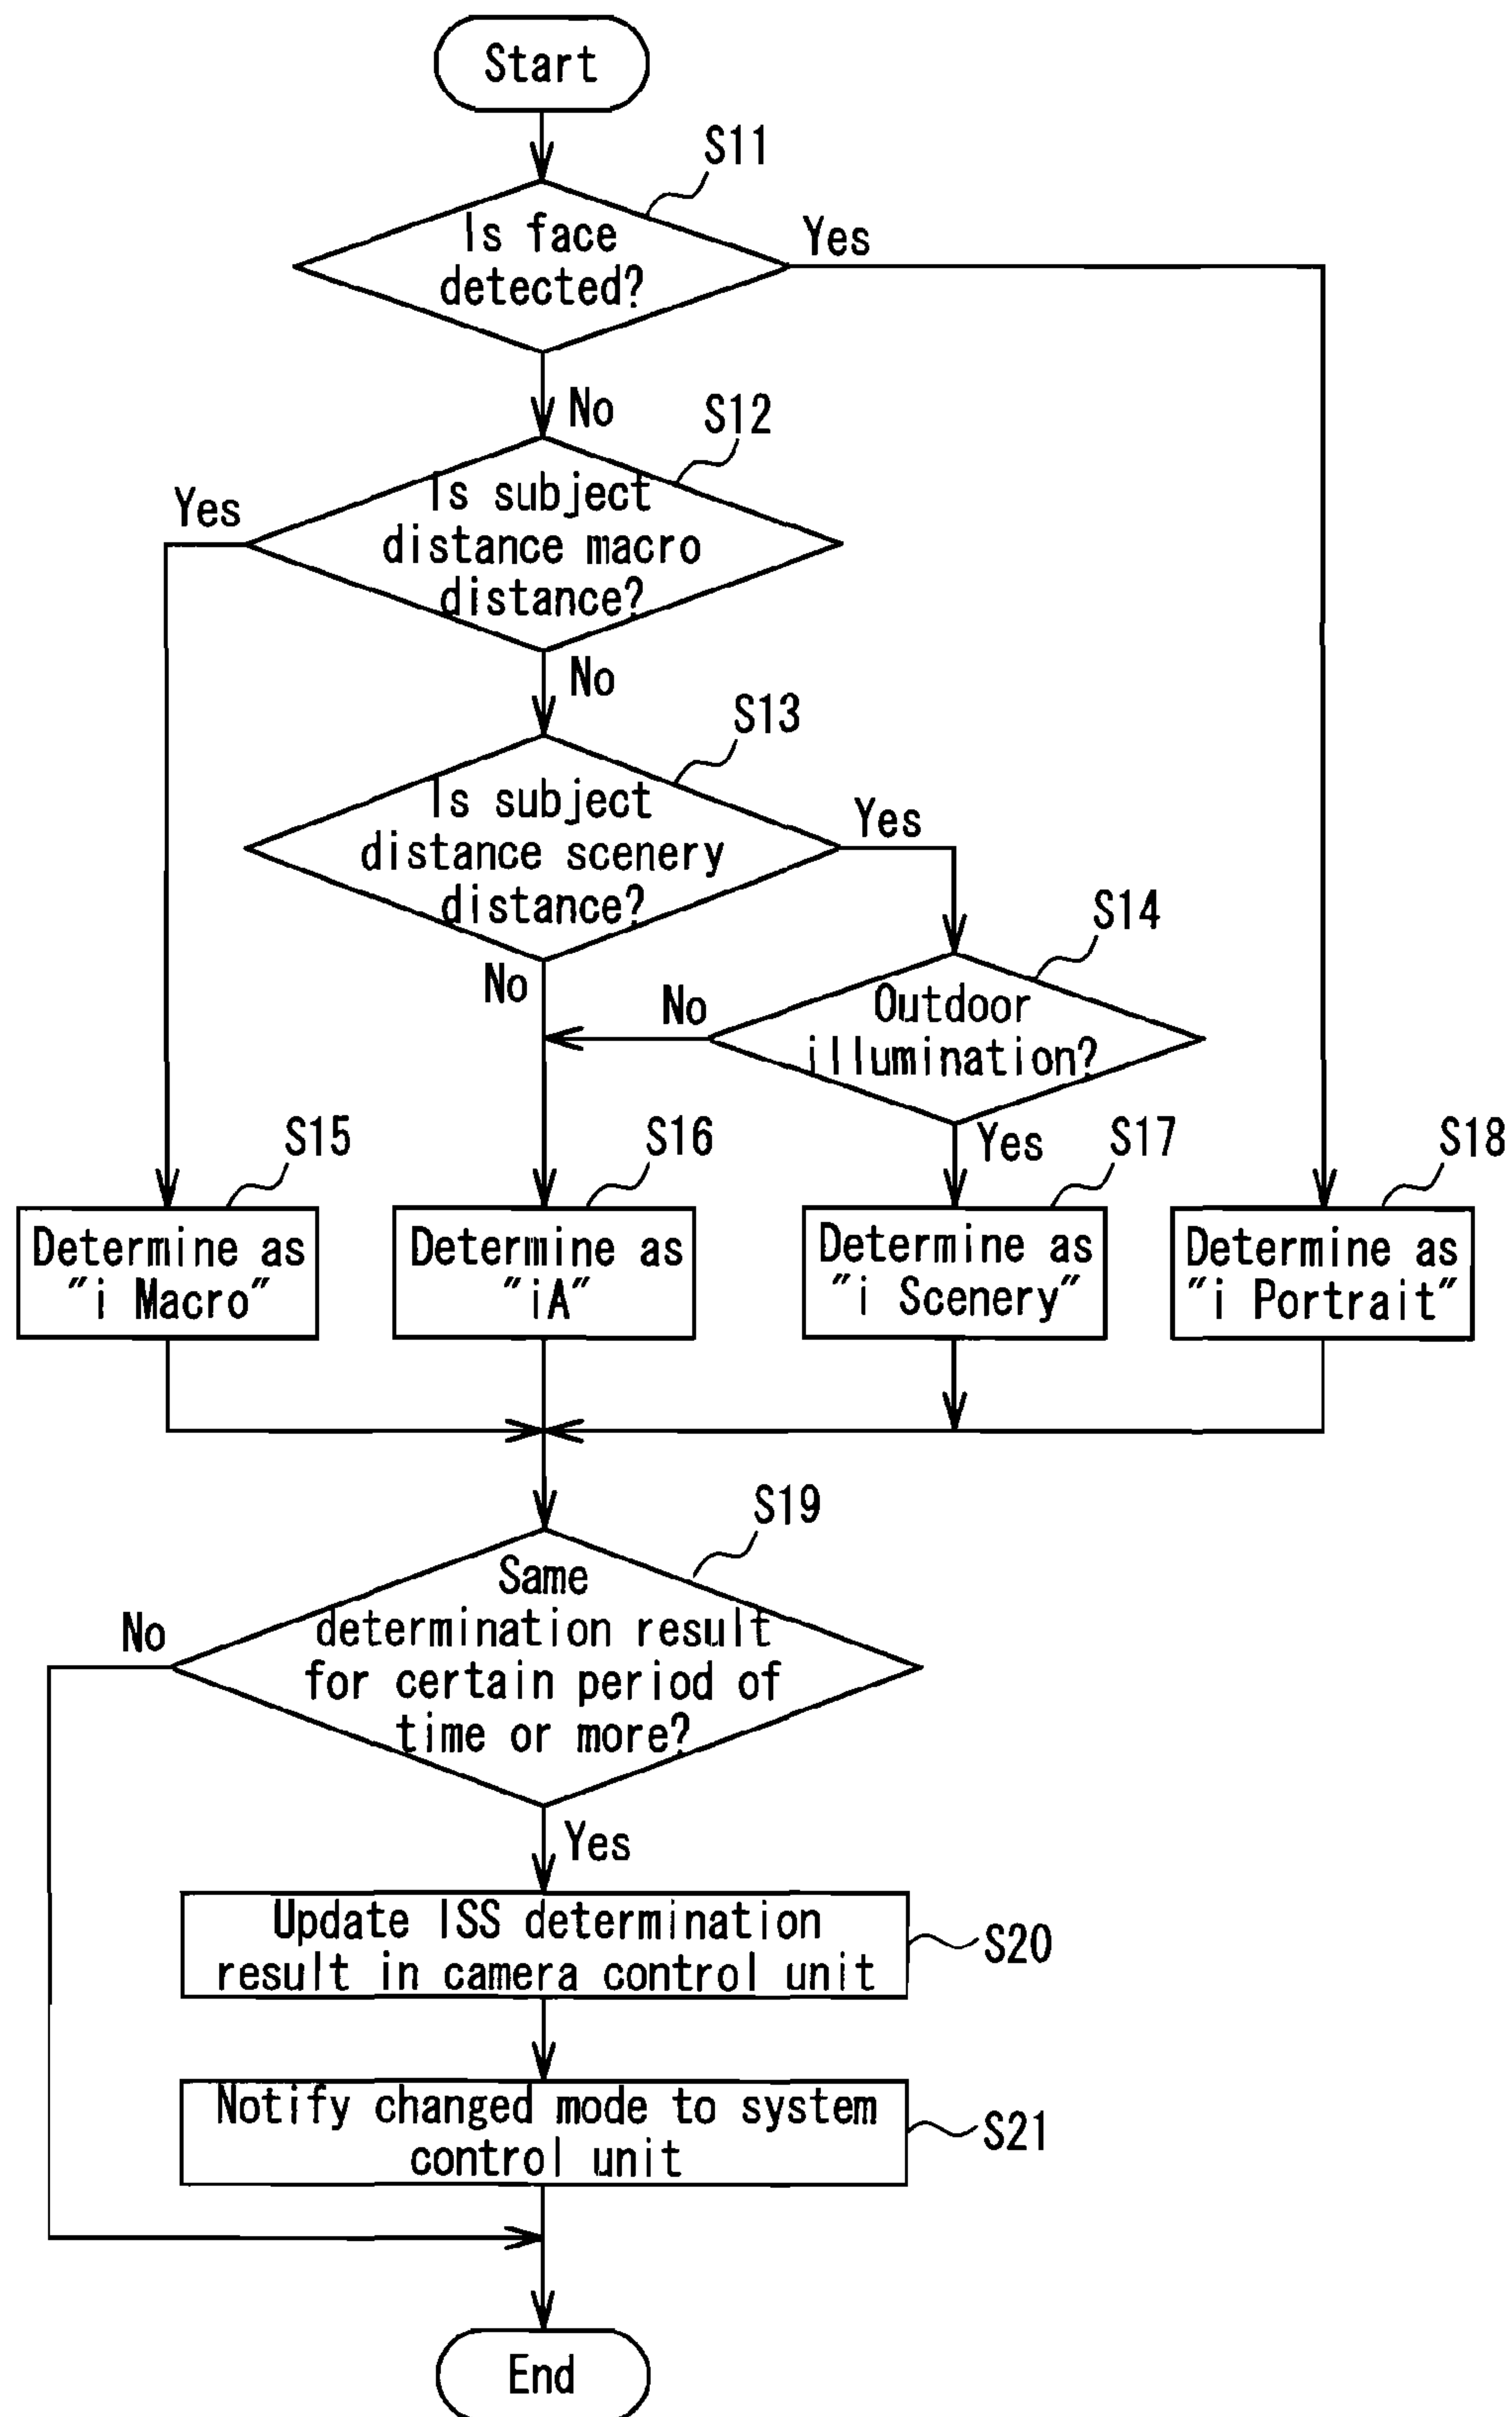 Start
S11
Is face
detected?
Yes
No
S12
Is subject
distance macro
distance?
Yes
No
S13
Is subject
distance scenery
distance?
Yes
No
S14
Outdoor
illumination?
No
Yes
S15
Determine as
"i Macro"
S16
Determine as
"iA"
S17
Determine as
"i Scenery"
S18
Determine as
"i Portrait"
S19
Same
determination result
for certain period of
time or more?
No
Yes
Update ISS determination
result in camera control unit
S20
Notify changed mode to system
control unit
S21
End